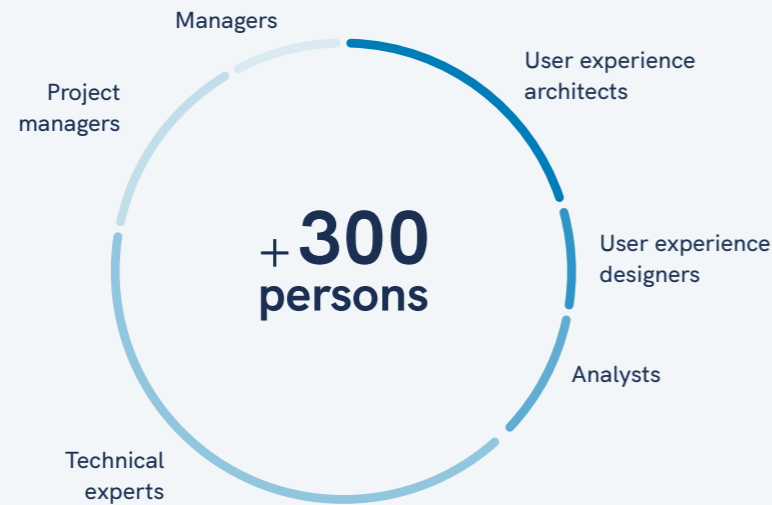 Managers
User experience
architects
Project
managers
+300
persons
User experience
designers
Analysts
Technical
experts